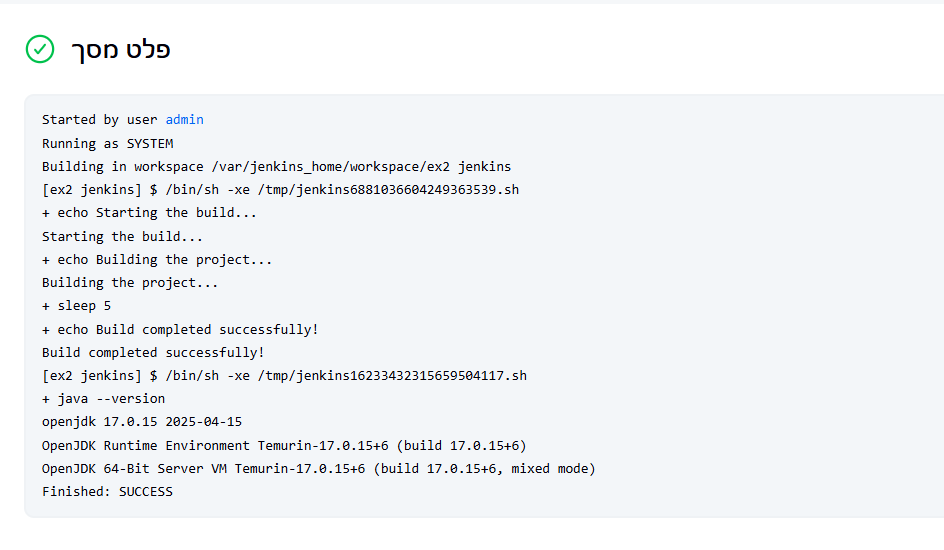 פלט מסך
Started by user admin
Running as SYSTEM
Building in workspace /var/jenkins_home/workspace/ex2 jenkins
[ex2 jenkins] $ /bin/sh -xe /tmp/jenkins6881036604249363539.sh
+ echo Starting the build...
Starting the build...
+ echo Building the project...
Building the project...
+ sleep 5
+ echo Build completed successfully!
Build completed successfully!
[ex2 jenkins] $ /bin/sh -xe /tmp/jenkins16233432315659504117.sh
+ java --version
openjdk 17.0.15 2025-04-15
OpenJDK Runtime Environment Temurin-17.0.15+6 (build 17.0.15+6)
OpenJDK 64-Bit Server VM Temurin-17.0.15+6 (build 17.0.15+6, mixed mode)
Finished: SUCCESS